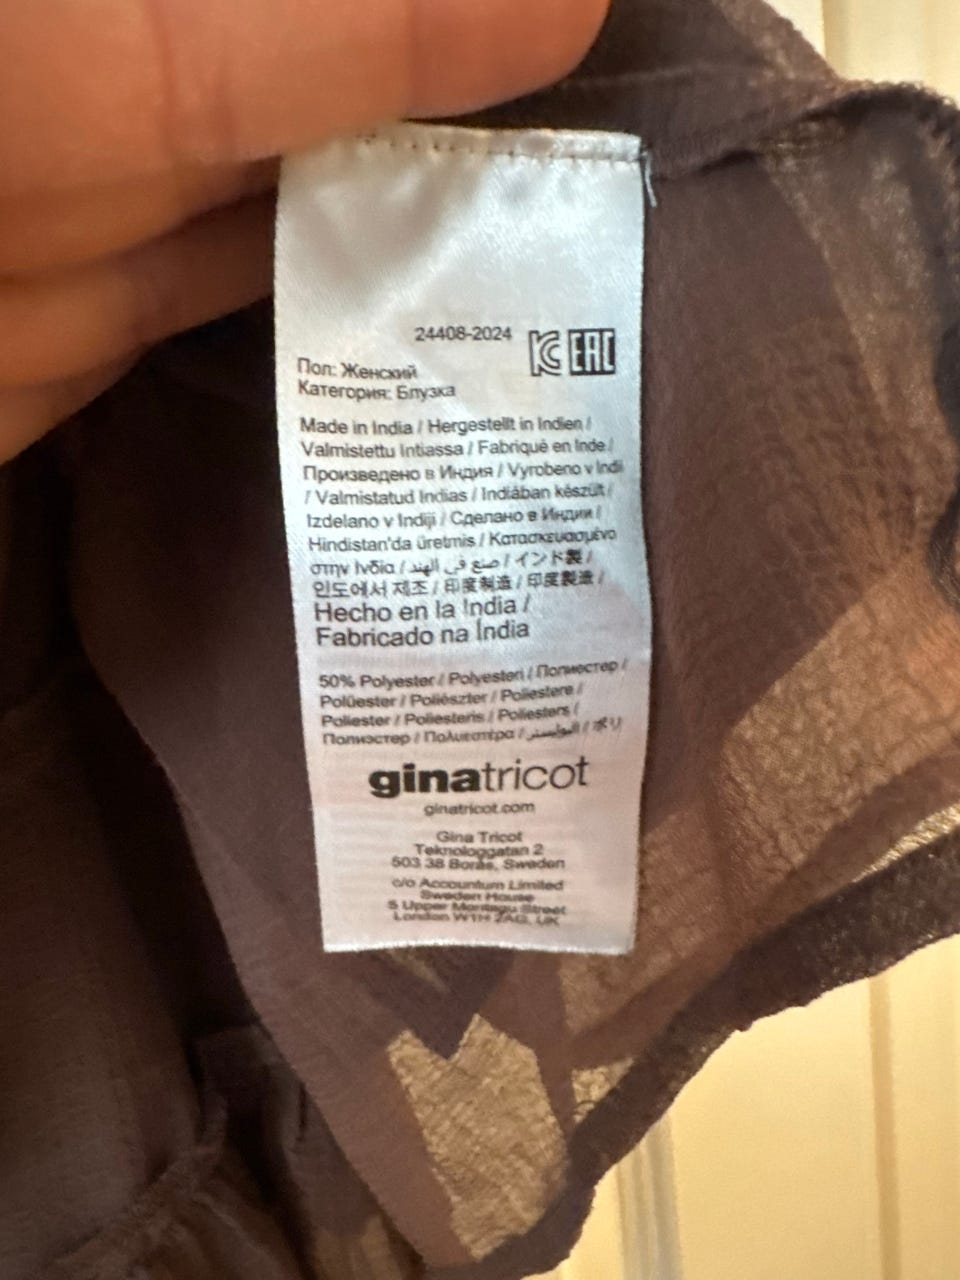 24408-2024
EAC
Пол: Женский
Категория: Блузка
Made in India / Hergestellt in Indien /
Valmistettu Intiassa / Fabriqué en Inde /
Произведено в Индия / Vyrobeno v Indi
/ Valmistatud Indias / Indiában készült /
Izdelano v Indiji / Сделано в Индии /
Hindistan'da üretmis / Κατασκευασμένο
στην Ινδία / صنع في الهند / インド製 /
인도에서 제조 / 印度制造 / 印度製造 /
Hecho en la India /
Fabricado na Índia
50% Polyester / Polyesteri / Полиестер /
Polüester / Poliészter / Poliestere /
Poliester / Poliesteris / Poliesters /
Полиэстер / Πολυεστέρα / البوليستر / ポリ
ginatricot
ginatricot.com
Gina Tricot
Teknologgatan 2
503 38 Borås, Sweden
c/o Accountum Limited
Sweden House
5 Upper Montagu Street
London W1H 2AG, UK